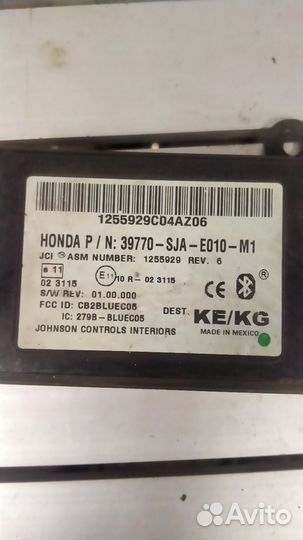 1255929C04AZ06
HONDA P / N: 39770-SJA-E010-M1
JCI ASM NUMBER: 1255929 REV. 6
e 11
E11
10 R - 02 3115
02 3115
CE
®
S/W REV: 01.00.000
FCC ID: CB2BLUEC05
IC: 279B-BLUEC05
DEST. KE/KG
JOHNSON CONTROLS INTERIORS
MADE IN MEXICO
Avito